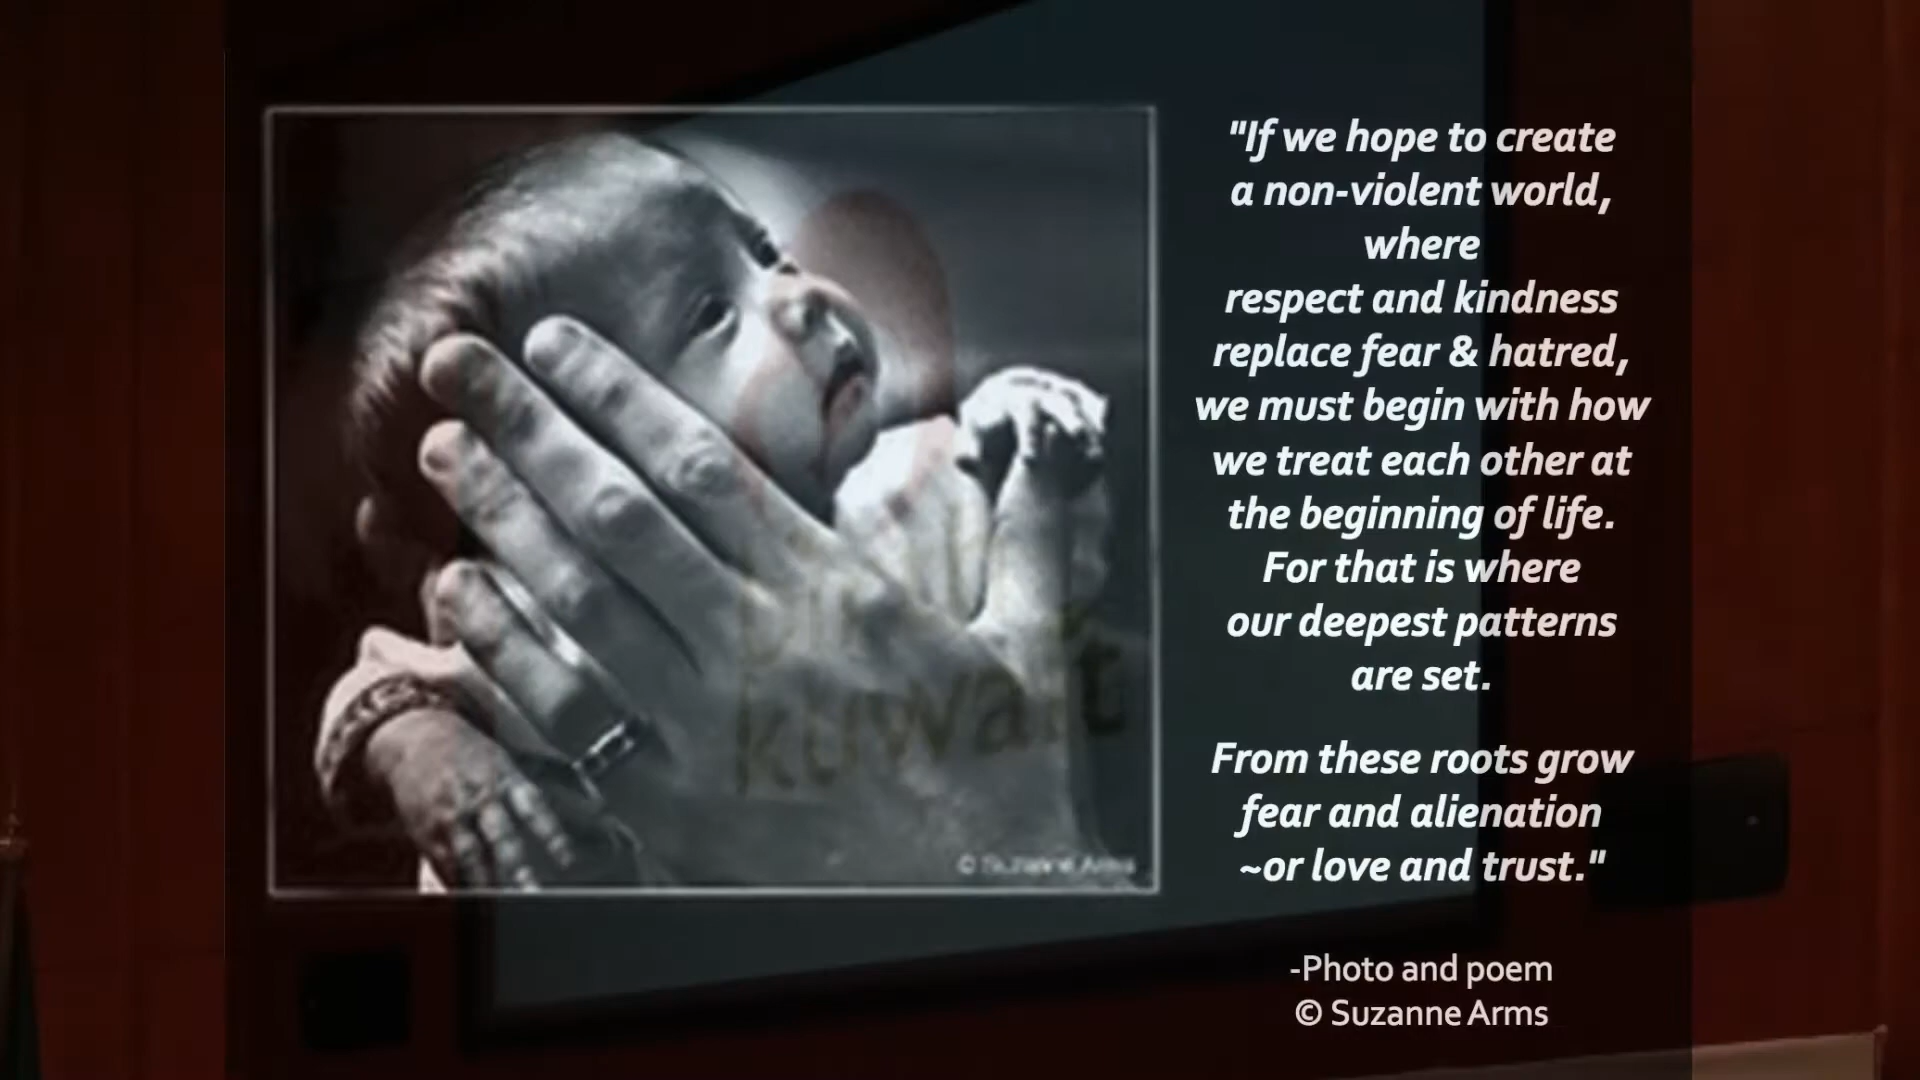 "If we hope to create
a non-violent world,
where
respect and kindness
replace fear & hatred,
we must begin with how
we treat each other at
the beginning of life.
For that is where
our deepest patterns
are set.
From these roots grow
fear and alienation
~or love and trust."
-Photo and poem
© Suzanne Arms
© Suzanne Arms
kuwait